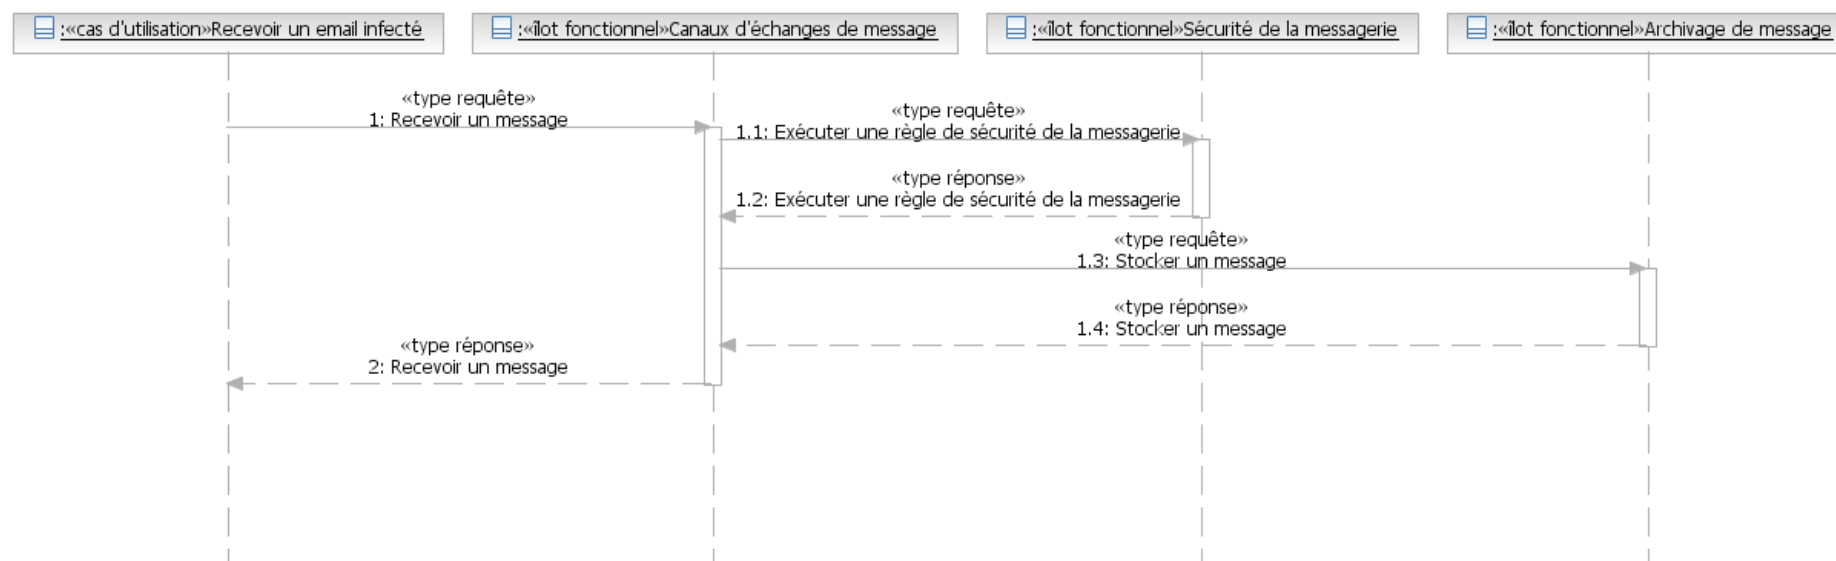 :«cas d'utilisation»Recevoir un email infecté
:«îlot fonctionnel»Canaux d'échanges de message
:«îlot fonctionnel»Sécurité de la messagerie
:«îlot fonctionnel»Archivage de message
«type requête»
1: Recevoir un message
«type requête»
1.1: Exécuter une règle de sécurité de la messagerie
«type réponse»
1.2: Exécuter une règle de sécurité de la messagerie
«type requête»
1.3: Stocker un message
«type réponse»
1.4: Stocker un message
«type réponse»
2: Recevoir un message